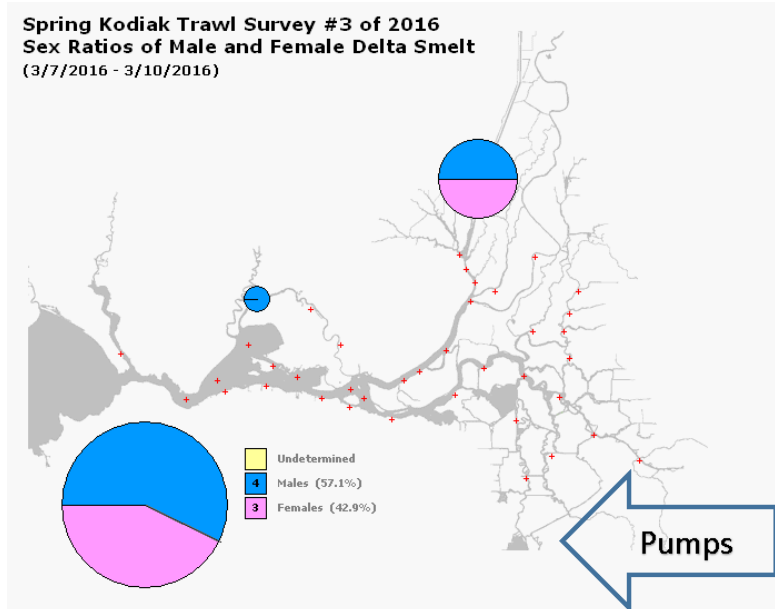 Spring Kodiak Trawl Survey #3 of 2016
Sex Ratios of Male and Female Delta Smelt
(3/7/2016 - 3/10/2016)
Undetermined
4 Males (57.1%)
3 Females (42.9%)
Pumps